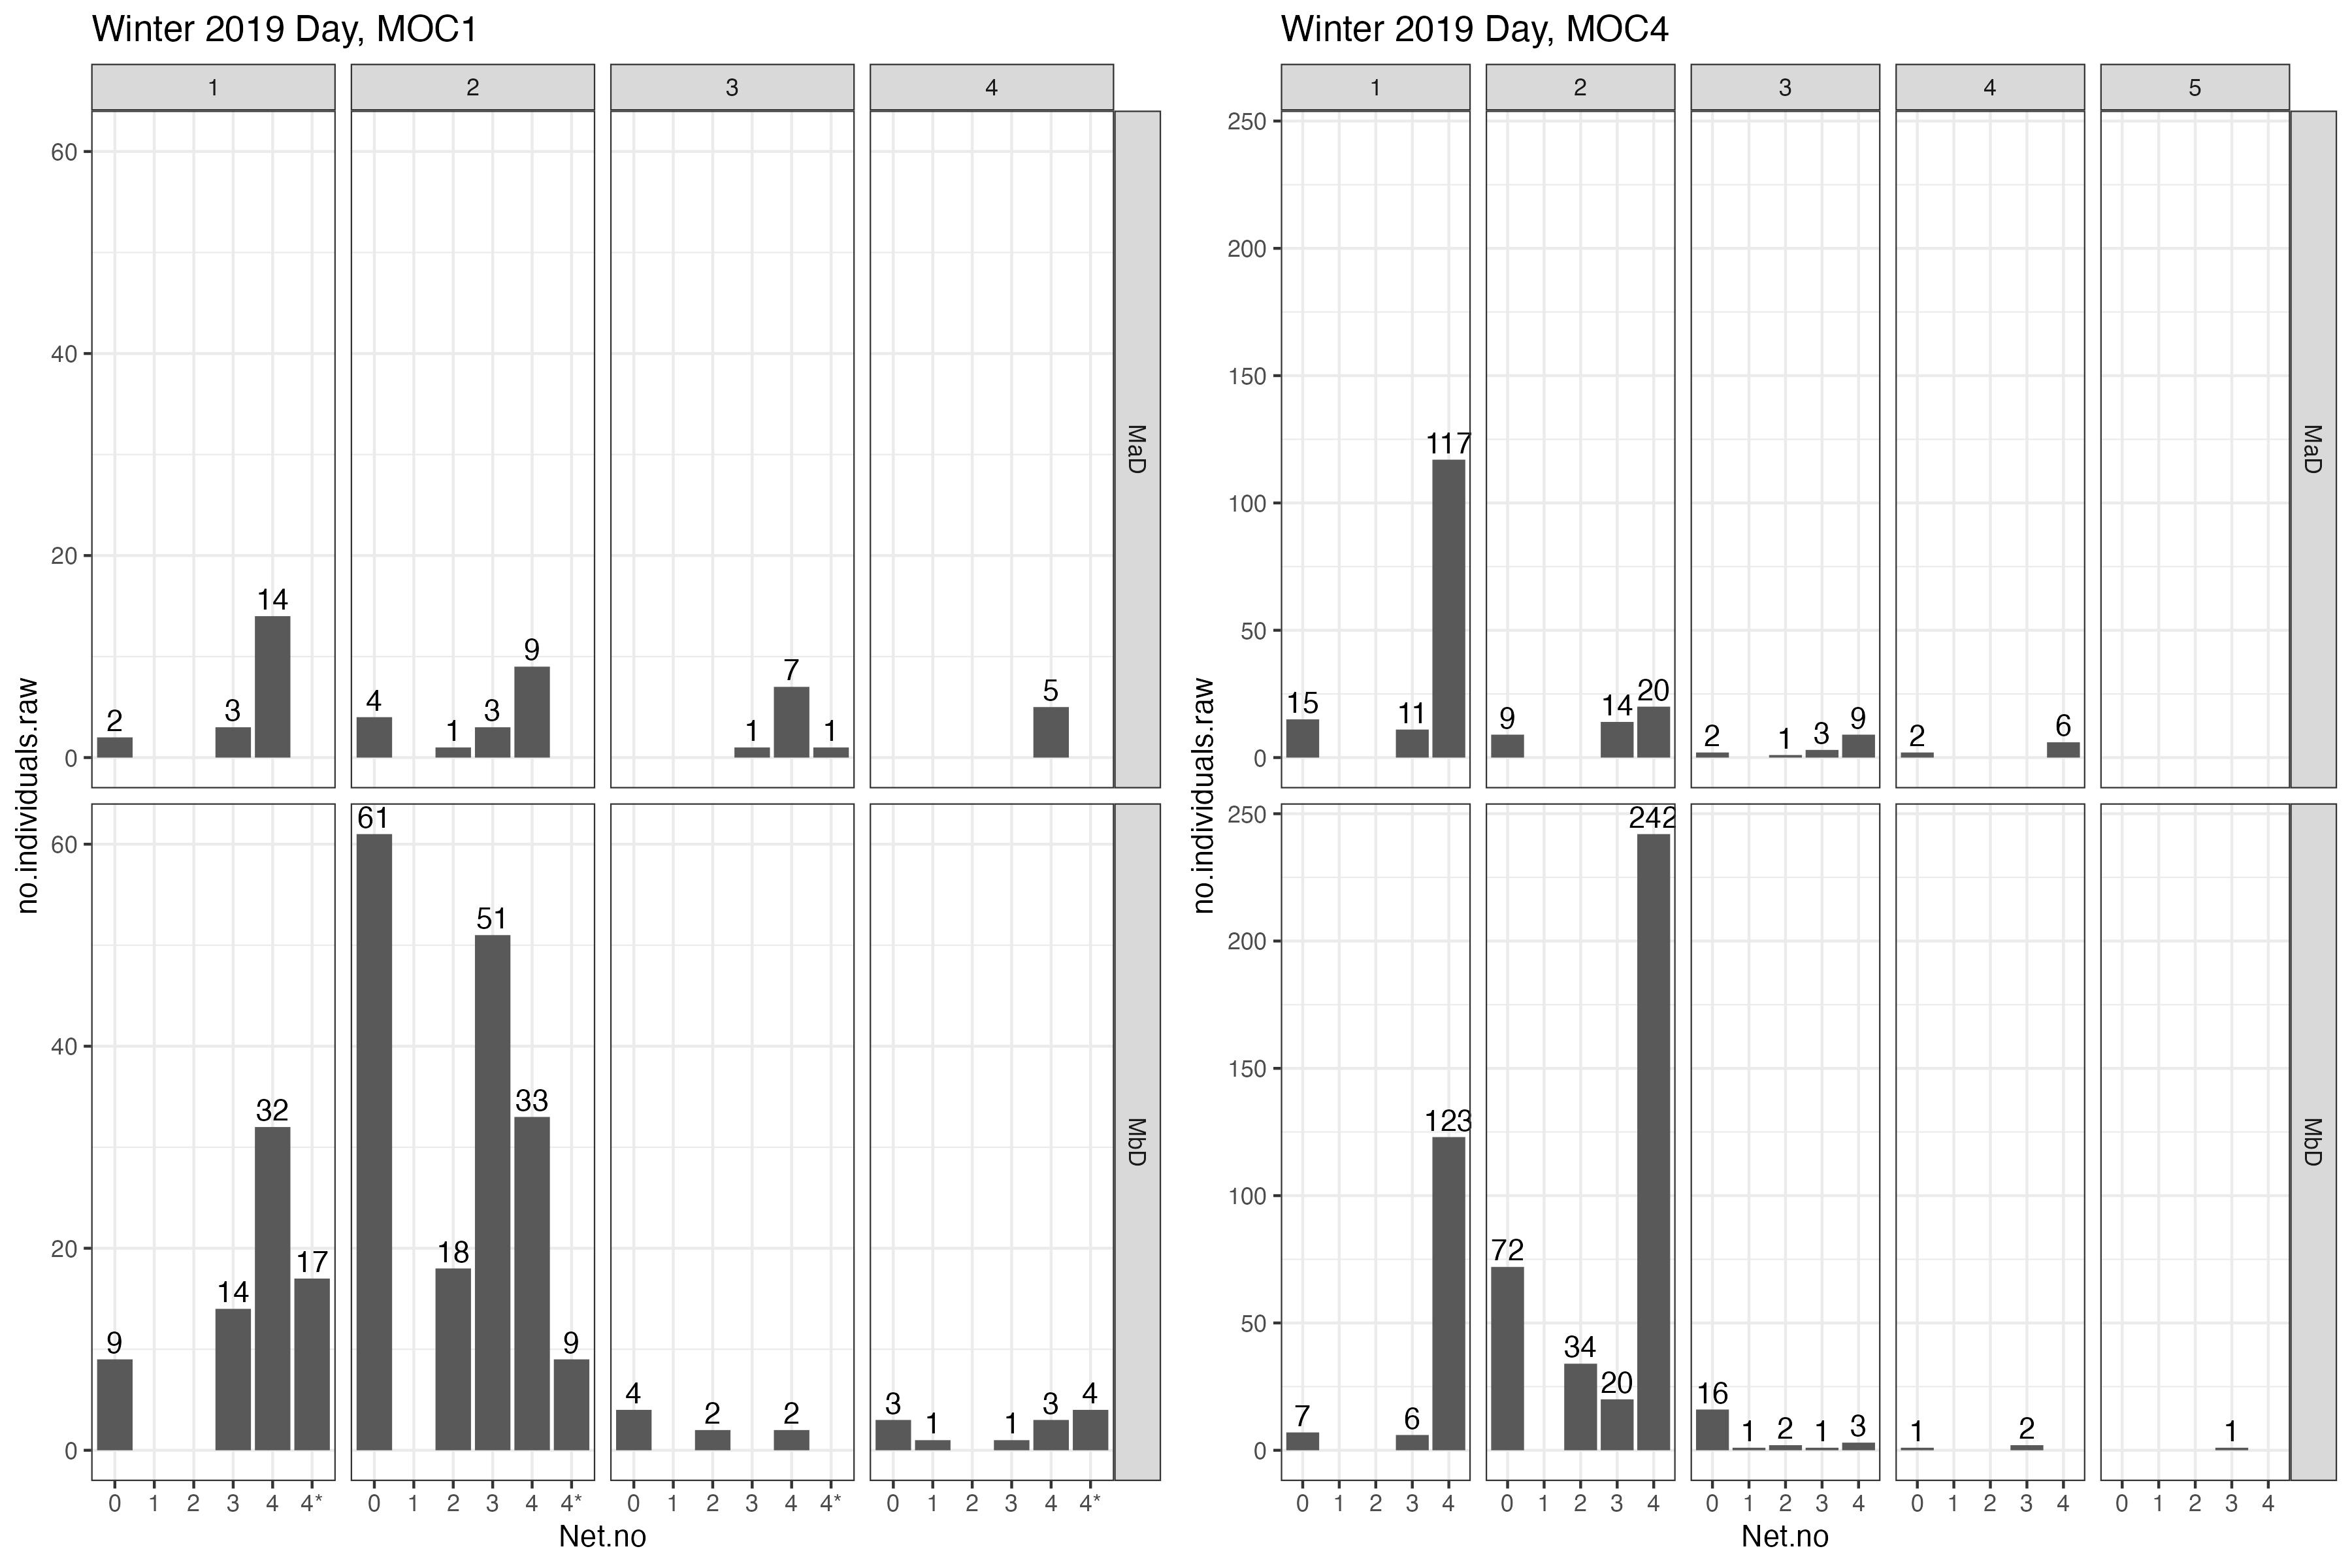 Winter 2019 Day, MOC1
1 2 3 4
60
40
20
0
2 3 14
4 1 3 9
1 7 1
5
MaD
60
40
20
0
9 14 32 17
61 18 51 33 9
4 2 2
3 1 1 3 4
MbD
no.individuals.raw
0 1 2 3 4 4* 0 1 2 3 4 4* 0 1 2 3 4 4* 0 1 2 3 4 4*
Net.no
Winter 2019 Day, MOC4
1 2 3 4 5
250
200
150
100
50
0
15 11 117
9 14 20
2 1 3 9
2 6
MaD
250
200
150
100
50
0
7 6 123
72 34 20 242
16 1 2 1 3
1 2
1
MbD
no.individuals.raw
0 1 2 3 4 0 1 2 3 4 0 1 2 3 4 0 1 2 3 4 0 1 2 3 4
Net.no